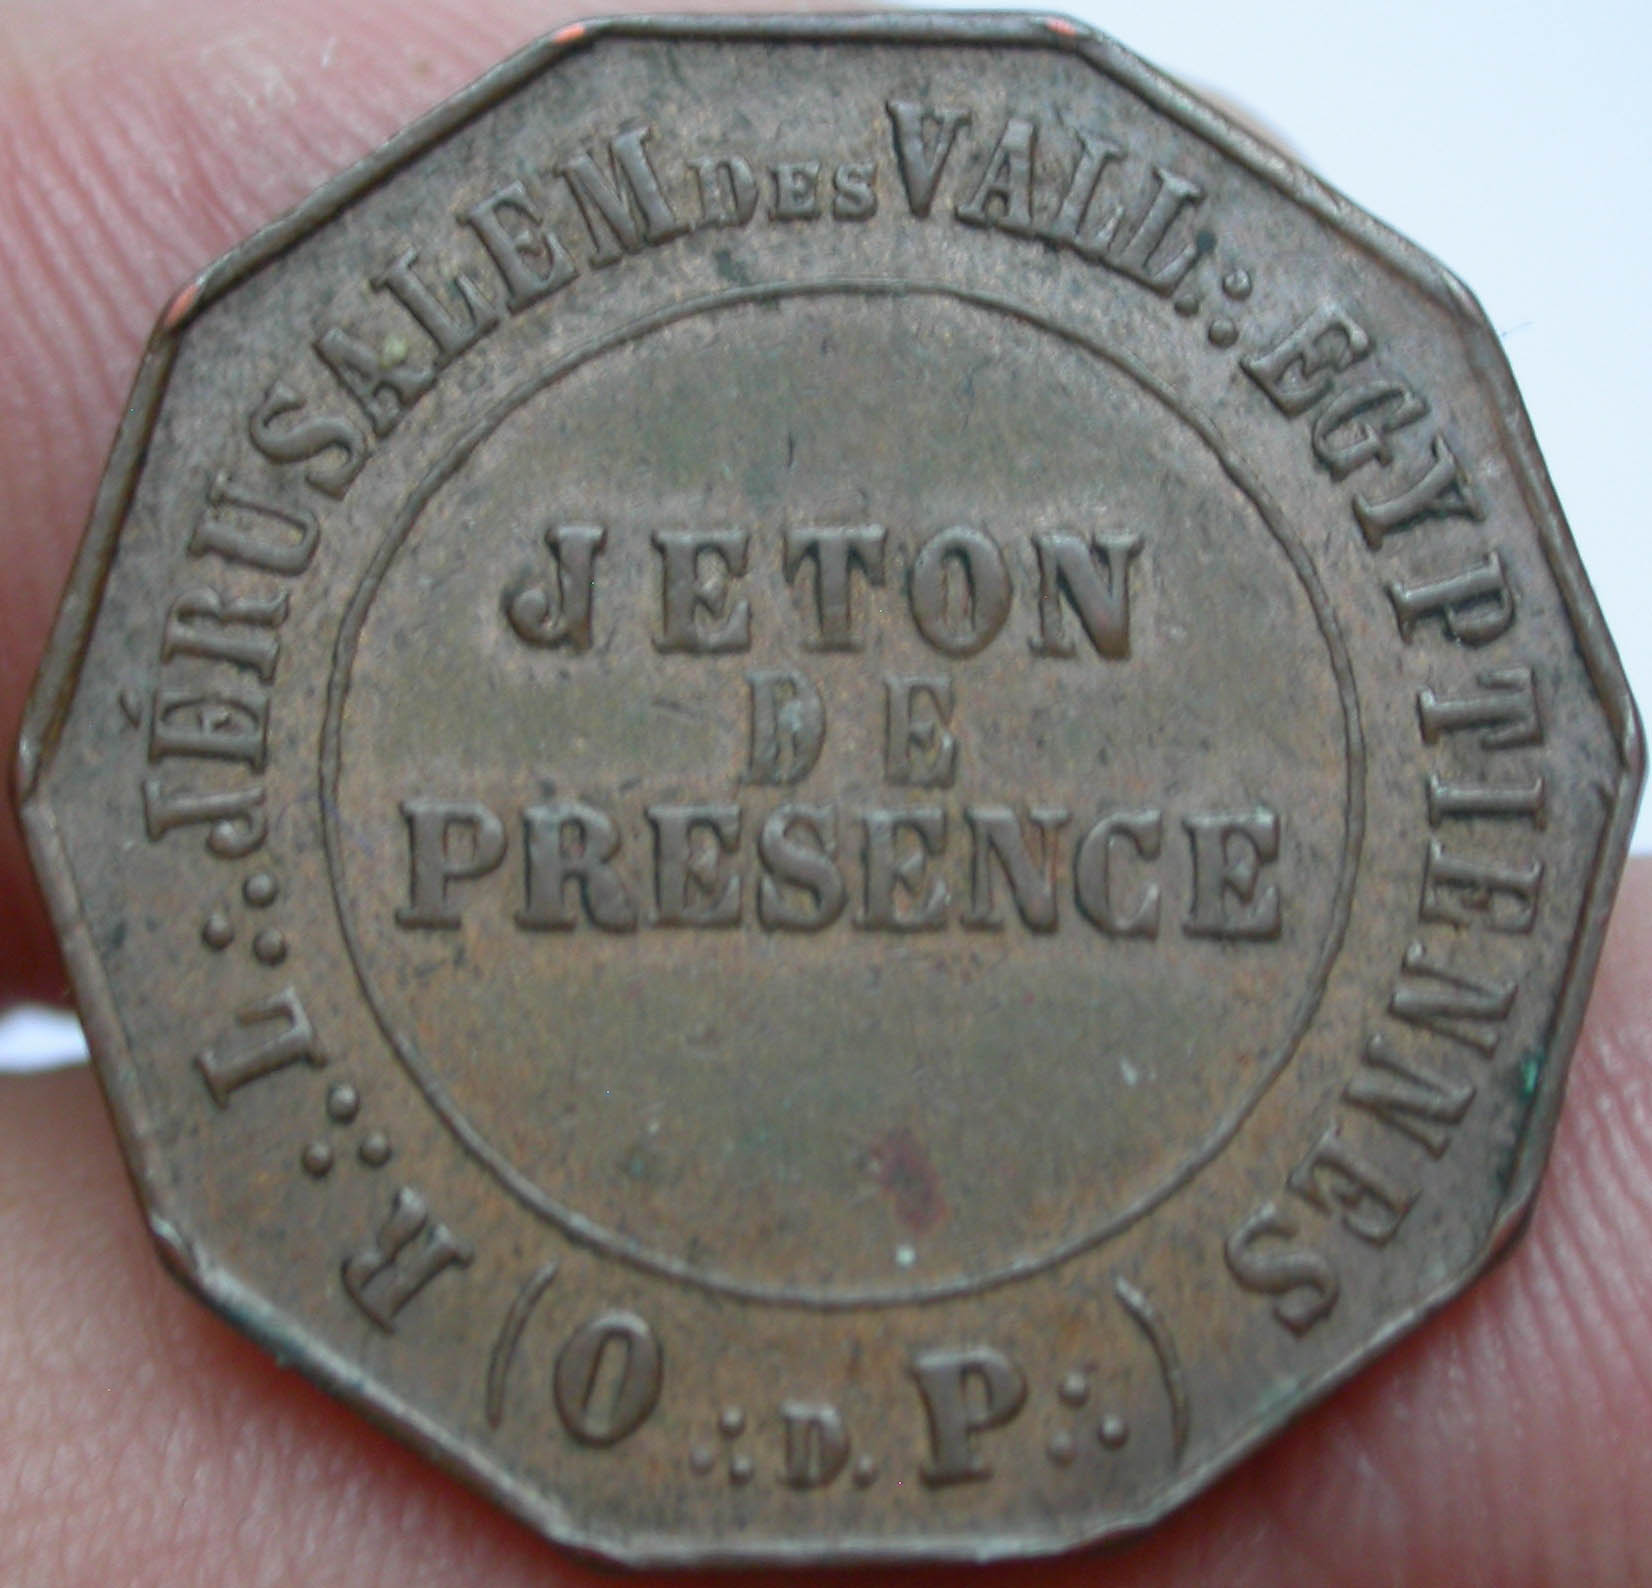 R∴ L∴ JÉRUSALEM DES VALL∴ EGYPTIENNES
(O∴ D. P∴)
JETON
DE
PRESENCE